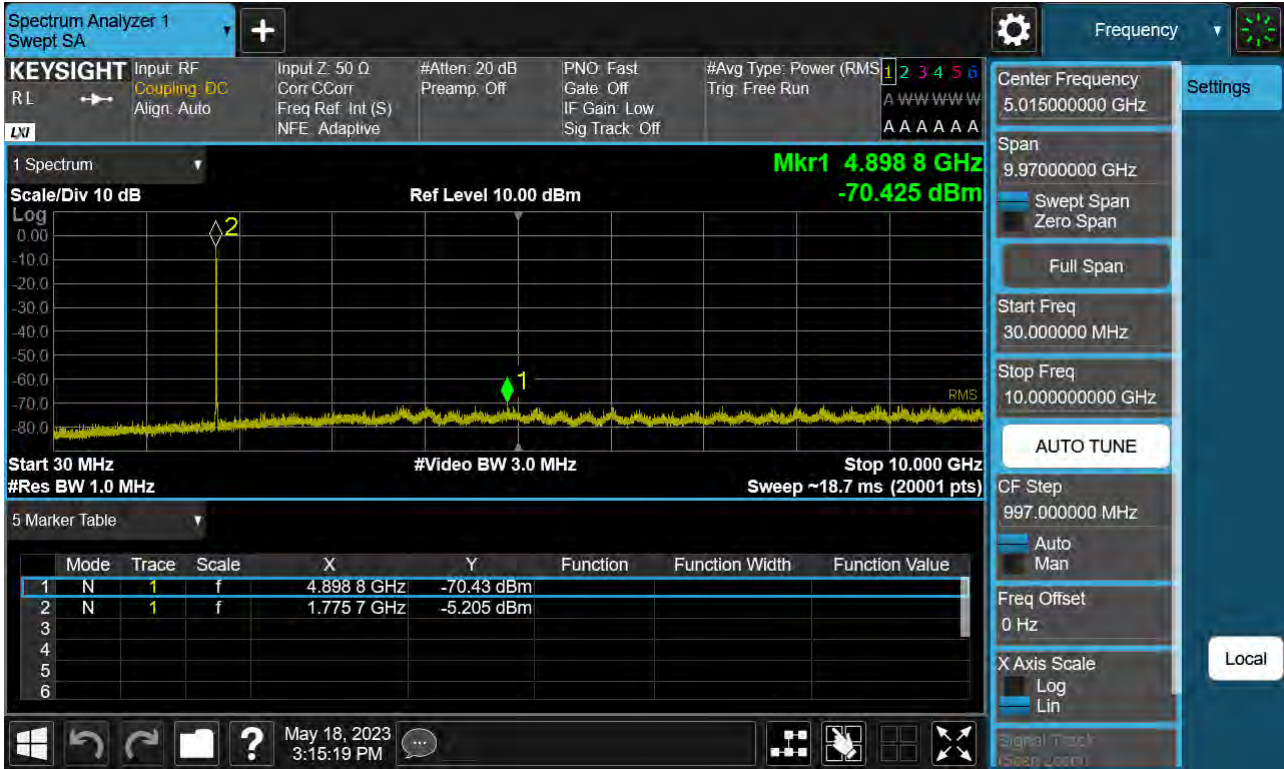 Spectrum Analyzer 1
Swept SA
Frequency
KEYSIGHT
RL
LXI
Input: RF
Coupling: DC
Align: Auto
Input Z: 50 Ω
Corr CCorr
Freq Ref: Int (S)
NFE: Adaptive
#Atten: 20 dB
Preamp: Off
PNO: Fast
Gate: Off
IF Gain: Low
Sig Track: Off
#Avg Type: Power (RMS
Trig: Free Run
1 2 3 4 5 6
A W W W W W
A A A A A A
Center Frequency
5.015000000 GHz
Settings
Span
9.97000000 GHz
Swept Span
Zero Span
Full Span
Start Freq
30.000000 MHz
Stop Freq
10.000000000 GHz
AUTO TUNE
CF Step
997.000000 MHz
Auto
Man
Freq Offset
0 Hz
X Axis Scale
Log
Lin
Signal Track
(Span Zoom)
Local
1 Spectrum
Mkr1 4.898 8 GHz
-70.425 dBm
Scale/Div 10 dB
Ref Level 10.00 dBm
Log
0.00
-10.0
-20.0
-30.0
-40.0
-50.0
-60.0
-70.0
-80.0
2
1
RMS
Start 30 MHz
#Video BW 3.0 MHz
Stop 10.000 GHz
#Res BW 1.0 MHz
Sweep ~18.7 ms (20001 pts)
5 Marker Table
Mode Trace Scale X Y Function Function Width Function Value
1 N 1 f 4.898 8 GHz -70.43 dBm
2 N 1 f 1.775 7 GHz -5.205 dBm
3
4
5
6
?
May 18, 2023
3:15:19 PM